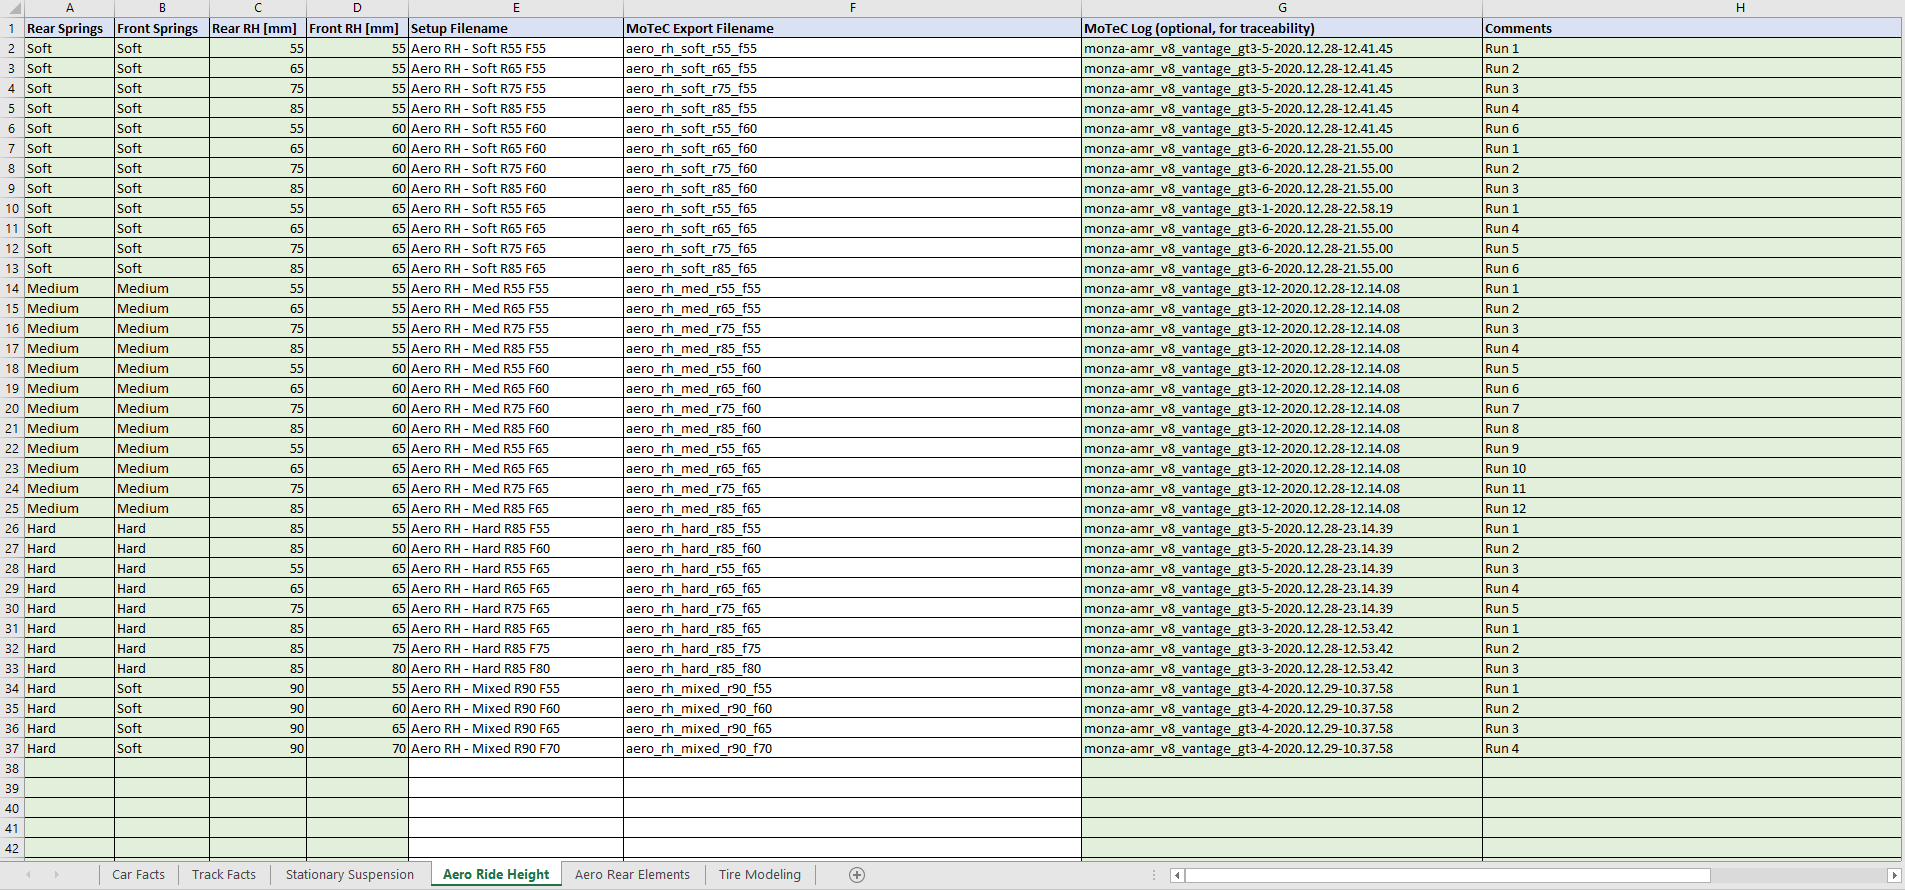 A B C D E F G H
1 Rear Springs Front Springs Rear RH [mm] Front RH [mm] Setup Filename MoTeC Export Filename MoTeC Log (optional, for traceability) Comments
2 Soft Soft 55 55 Aero RH - Soft R55 F55 aero_rh_soft_r55_f55 monza-amr_v8_vantage_gt3-5-2020.12.28-12.41.45 Run 1
3 Soft Soft 65 55 Aero RH - Soft R65 F55 aero_rh_soft_r65_f55 monza-amr_v8_vantage_gt3-5-2020.12.28-12.41.45 Run 2
4 Soft Soft 75 55 Aero RH - Soft R75 F55 aero_rh_soft_r75_f55 monza-amr_v8_vantage_gt3-5-2020.12.28-12.41.45 Run 3
5 Soft Soft 85 55 Aero RH - Soft R85 F55 aero_rh_soft_r85_f55 monza-amr_v8_vantage_gt3-5-2020.12.28-12.41.45 Run 4
6 Soft Soft 55 60 Aero RH - Soft R55 F60 aero_rh_soft_r55_f60 monza-amr_v8_vantage_gt3-5-2020.12.28-12.41.45 Run 6
7 Soft Soft 65 60 Aero RH - Soft R65 F60 aero_rh_soft_r65_f60 monza-amr_v8_vantage_gt3-6-2020.12.28-21.55.00 Run 1
8 Soft Soft 75 60 Aero RH - Soft R75 F60 aero_rh_soft_r75_f60 monza-amr_v8_vantage_gt3-6-2020.12.28-21.55.00 Run 2
9 Soft Soft 85 60 Aero RH - Soft R85 F60 aero_rh_soft_r85_f60 monza-amr_v8_vantage_gt3-6-2020.12.28-21.55.00 Run 3
10 Soft Soft 55 65 Aero RH - Soft R55 F65 aero_rh_soft_r55_f65 monza-amr_v8_vantage_gt3-1-2020.12.28-22.58.19 Run 1
11 Soft Soft 65 65 Aero RH - Soft R65 F65 aero_rh_soft_r65_f65 monza-amr_v8_vantage_gt3-6-2020.12.28-21.55.00 Run 4
12 Soft Soft 75 65 Aero RH - Soft R75 F65 aero_rh_soft_r75_f65 monza-amr_v8_vantage_gt3-6-2020.12.28-21.55.00 Run 5
13 Soft Soft 85 65 Aero RH - Soft R85 F65 aero_rh_soft_r85_f65 monza-amr_v8_vantage_gt3-6-2020.12.28-21.55.00 Run 6
14 Medium Medium 55 55 Aero RH - Med R55 F55 aero_rh_med_r55_f55 monza-amr_v8_vantage_gt3-12-2020.12.28-12.14.08 Run 1
15 Medium Medium 65 55 Aero RH - Med R65 F55 aero_rh_med_r65_f55 monza-amr_v8_vantage_gt3-12-2020.12.28-12.14.08 Run 2
16 Medium Medium 75 55 Aero RH - Med R75 F55 aero_rh_med_r75_f55 monza-amr_v8_vantage_gt3-12-2020.12.28-12.14.08 Run 3
17 Medium Medium 85 55 Aero RH - Med R85 F55 aero_rh_med_r85_f55 monza-amr_v8_vantage_gt3-12-2020.12.28-12.14.08 Run 4
18 Medium Medium 55 60 Aero RH - Med R55 F60 aero_rh_med_r55_f60 monza-amr_v8_vantage_gt3-12-2020.12.28-12.14.08 Run 5
19 Medium Medium 65 60 Aero RH - Med R65 F60 aero_rh_med_r65_f60 monza-amr_v8_vantage_gt3-12-2020.12.28-12.14.08 Run 6
20 Medium Medium 75 60 Aero RH - Med R75 F60 aero_rh_med_r75_f60 monza-amr_v8_vantage_gt3-12-2020.12.28-12.14.08 Run 7
21 Medium Medium 85 60 Aero RH - Med R85 F60 aero_rh_med_r85_f60 monza-amr_v8_vantage_gt3-12-2020.12.28-12.14.08 Run 8
22 Medium Medium 55 65 Aero RH - Med R55 F65 aero_rh_med_r55_f65 monza-amr_v8_vantage_gt3-12-2020.12.28-12.14.08 Run 9
23 Medium Medium 65 65 Aero RH - Med R65 F65 aero_rh_med_r65_f65 monza-amr_v8_vantage_gt3-12-2020.12.28-12.14.08 Run 10
24 Medium Medium 75 65 Aero RH - Med R75 F65 aero_rh_med_r75_f65 monza-amr_v8_vantage_gt3-12-2020.12.28-12.14.08 Run 11
25 Medium Medium 85 65 Aero RH - Med R85 F65 aero_rh_med_r85_f65 monza-amr_v8_vantage_gt3-12-2020.12.28-12.14.08 Run 12
26 Hard Hard 85 55 Aero RH - Hard R85 F55 aero_rh_hard_r85_f55 monza-amr_v8_vantage_gt3-5-2020.12.28-23.14.39 Run 1
27 Hard Hard 85 60 Aero RH - Hard R85 F60 aero_rh_hard_r85_f60 monza-amr_v8_vantage_gt3-5-2020.12.28-23.14.39 Run 2
28 Hard Hard 55 65 Aero RH - Hard R55 F65 aero_rh_hard_r55_f65 monza-amr_v8_vantage_gt3-5-2020.12.28-23.14.39 Run 3
29 Hard Hard 65 65 Aero RH - Hard R65 F65 aero_rh_hard_r65_f65 monza-amr_v8_vantage_gt3-5-2020.12.28-23.14.39 Run 4
30 Hard Hard 75 65 Aero RH - Hard R75 F65 aero_rh_hard_r75_f65 monza-amr_v8_vantage_gt3-5-2020.12.28-23.14.39 Run 5
31 Hard Hard 85 65 Aero RH - Hard R85 F65 aero_rh_hard_r85_f65 monza-amr_v8_vantage_gt3-3-2020.12.28-12.53.42 Run 1
32 Hard Hard 85 75 Aero RH - Hard R85 F75 aero_rh_hard_r85_f75 monza-amr_v8_vantage_gt3-3-2020.12.28-12.53.42 Run 2
33 Hard Hard 85 80 Aero RH - Hard R85 F80 aero_rh_hard_r85_f80 monza-amr_v8_vantage_gt3-3-2020.12.28-12.53.42 Run 3
34 Hard Soft 90 55 Aero RH - Mixed R90 F55 aero_rh_mixed_r90_f55 monza-amr_v8_vantage_gt3-4-2020.12.29-10.37.58 Run 1
35 Hard Soft 90 60 Aero RH - Mixed R90 F60 aero_rh_mixed_r90_f60 monza-amr_v8_vantage_gt3-4-2020.12.29-10.37.58 Run 2
36 Hard Soft 90 65 Aero RH - Mixed R90 F65 aero_rh_mixed_r90_f65 monza-amr_v8_vantage_gt3-4-2020.12.29-10.37.58 Run 3
37 Hard Soft 90 70 Aero RH - Mixed R90 F70 aero_rh_mixed_r90_f70 monza-amr_v8_vantage_gt3-4-2020.12.29-10.37.58 Run 4
38
39
40
41
42
Car Facts Track Facts Stationary Suspension Aero Ride Height Aero Rear Elements Tire Modeling